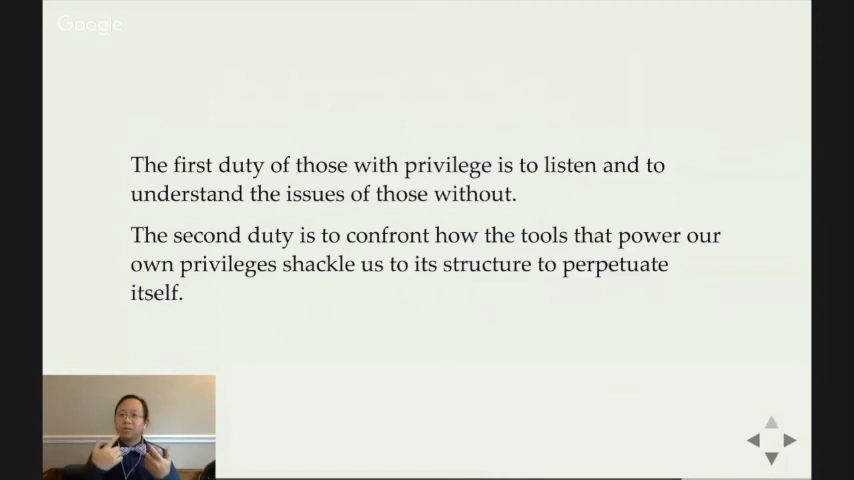 Google
The first duty of those with privilege is to listen and to
understand the issues of those without.
The second duty is to confront how the tools that power our
own privileges shackle us to its structure to perpetuate
itself.